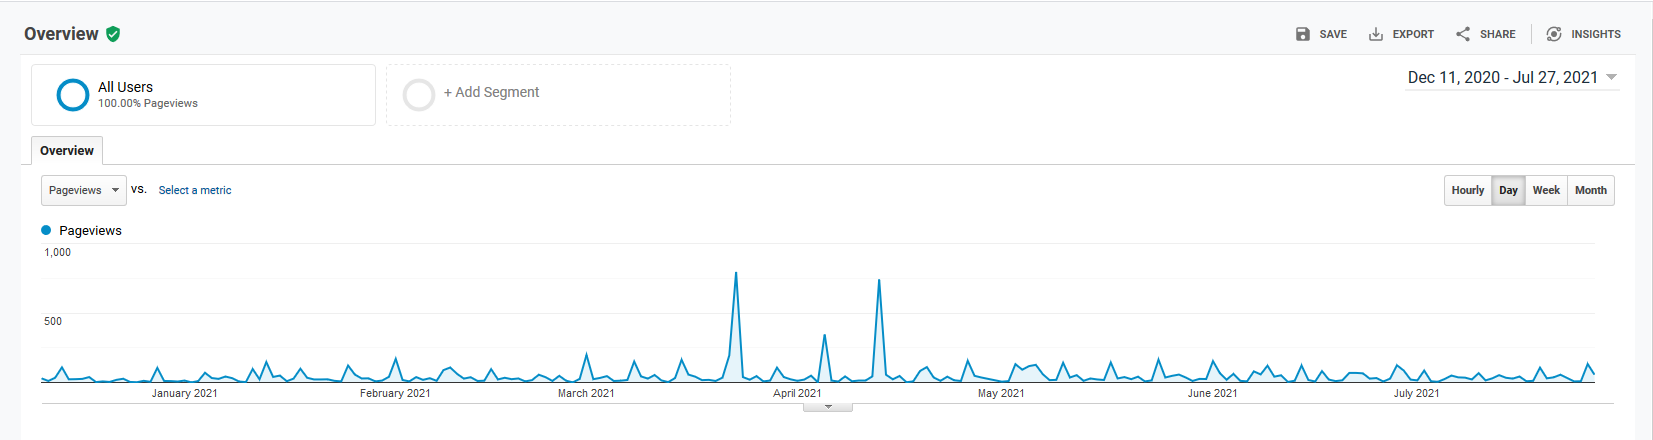 Overview
SAVE EXPORT SHARE INSIGHTS
All Users
100.00% Pageviews
+ Add Segment
Dec 11, 2020 - Jul 27, 2021
Overview
Pageviews VS. Select a metric
Hourly Day Week Month
Pageviews
1,000
500
January 2021 February 2021 March 2021 April 2021 May 2021 June 2021 July 2021